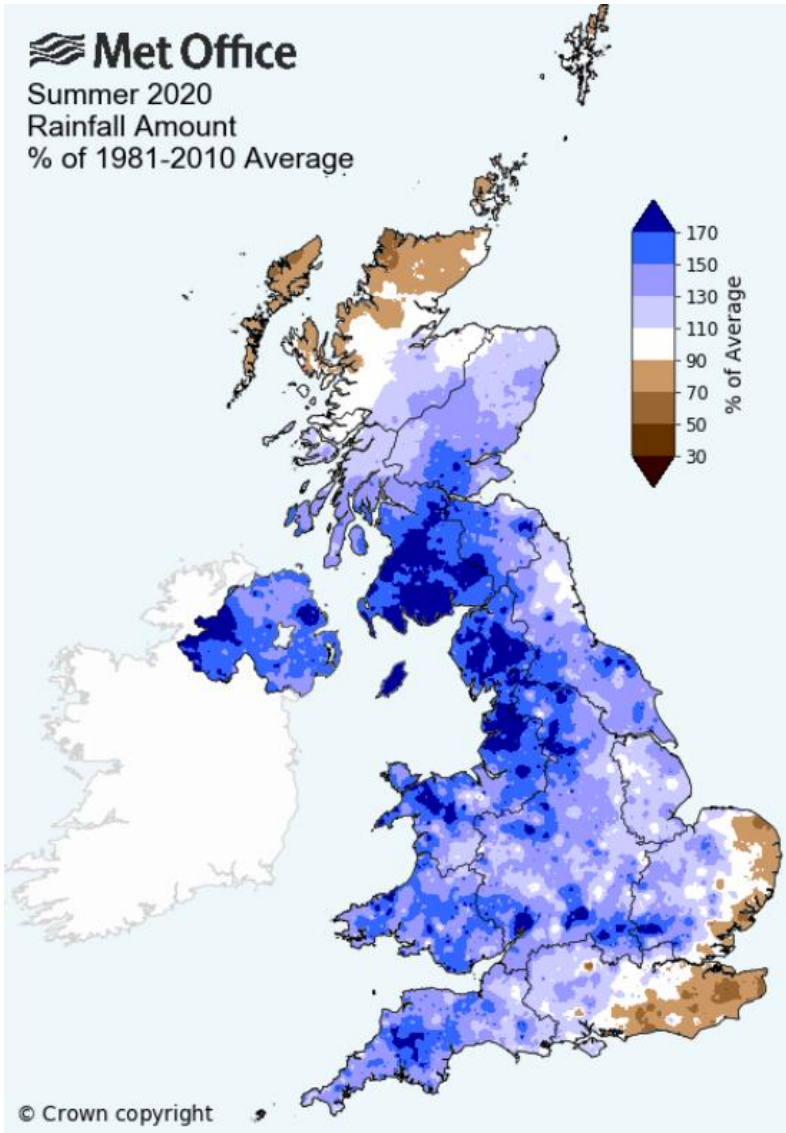 Met Office
Summer 2020
Rainfall Amount
% of 1981-2010 Average
170
150
130
110
90
70
50
30
% of Average
© Crown copyright